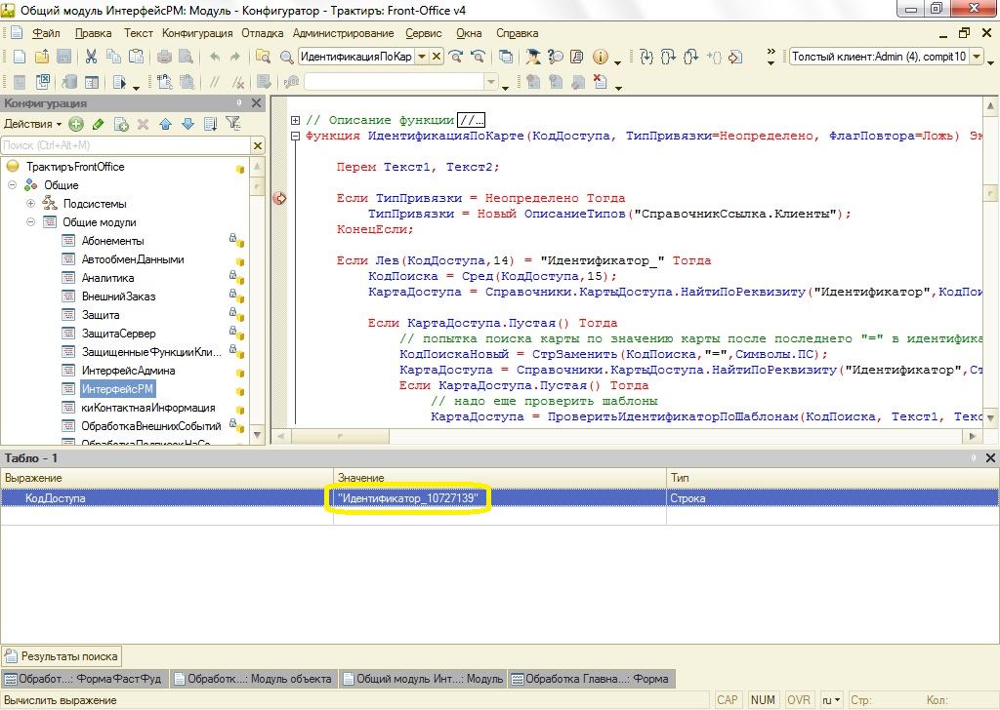 Общий модуль ИнтерфейсРМ: Модуль - Конфигуратор - Трактиръ: Front-Office v4
Файл Правка Текст Конфигурация Отладка Администрирование Сервис Окна Справка
ИдентификацияПоКар
Толстый клиент:Admin (4), compit10
Конфигурация
Действия
Поиск (Ctrl+Alt+M)
ТрактиръFrontOffice
Общие
Подсистемы
Общие модули
Абонементы
АвтообменДанными
Аналитика
ВнешнийЗаказ
Защита
ЗащитаСервер
ЗащищенныеФункцииКли...
ИнтерфейсАдмина
ИнтерфейсРМ
киКонтактнаяИнформация
ОбработкаВнешнихСобытий
// Описание функции //...
Функция ИдентификацияПоКарте(КодДоступа, ТипПривязки=Неопределено, ФлагПовтора=Ложь) Эк
Перем Текст1, Текст2;
Если ТипПривязки = Неопределено Тогда
ТипПривязки = Новый ОписаниеТипов("СправочникСсылка.Клиенты");
КонецЕсли;
Если Лев(КодДоступа,14) = "Идентификатор_" Тогда
КодПоиска = Сред(КодДоступа,15);
КартаДоступа = Справочники.КартыДоступа.НайтиПоРеквизиту("Идентификатор",КодПои
Если КартаДоступа.Пустая() Тогда
// попытка поиска карты по значению карты после последнего "=" в идентифика
КодПоискаНовый = СтрЗаменить(КодПоиска,"=",Символы.ПС);
КартаДоступа = Справочники.КартыДоступа.НайтиПоРеквизиту("Идентификатор",Ст
Если КартаДоступа.Пустая() Тогда
// надо еще проверить шаблоны
КартаДоступа = ПроверитьИдентификаторПоШаблонам(КодПоиска, Текст1, Текс
Табло - 1
Выражение Значение Тип
КодДоступа "Идентификатор_10727139" Строка
Результаты поиска
Обработ...: ФормаФастФуд Обработк...: Модуль объекта Общий модуль Инт...: Модуль Обработка Главна...: Форма
Вычислить выражение CAP NUM OVR ru Стр: Кол: